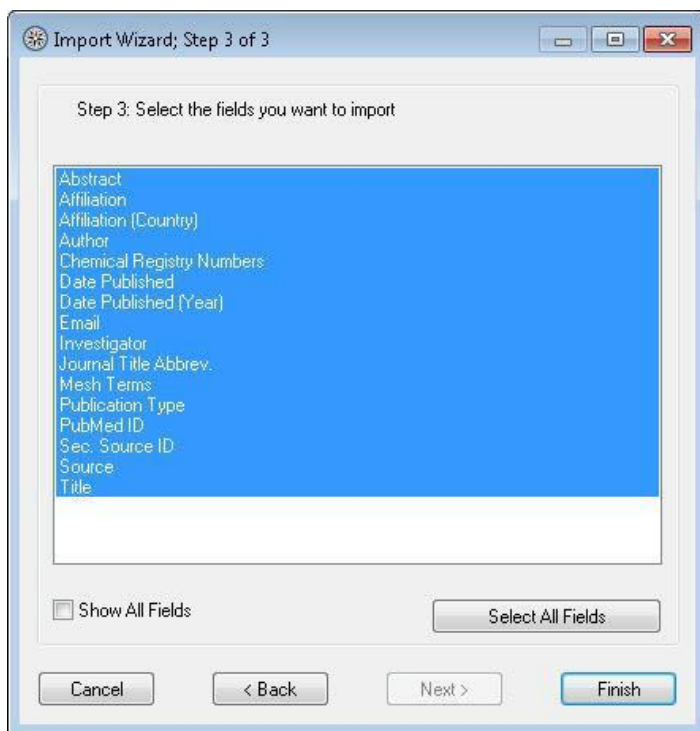 Import Wizard; Step 3 of 3
Step 3: Select the fields you want to import
Abstract
Affiliation
Affiliation (Country)
Author
Chemical Registry Numbers
Date Published
Date Published (Year)
Email
Investigator
Journal Title Abbrev.
Mesh Terms
Publication Type
PubMed ID
Sec. Source ID
Source
Title
Show All Fields
Select All Fields
Cancel
< Back
Next >
Finish